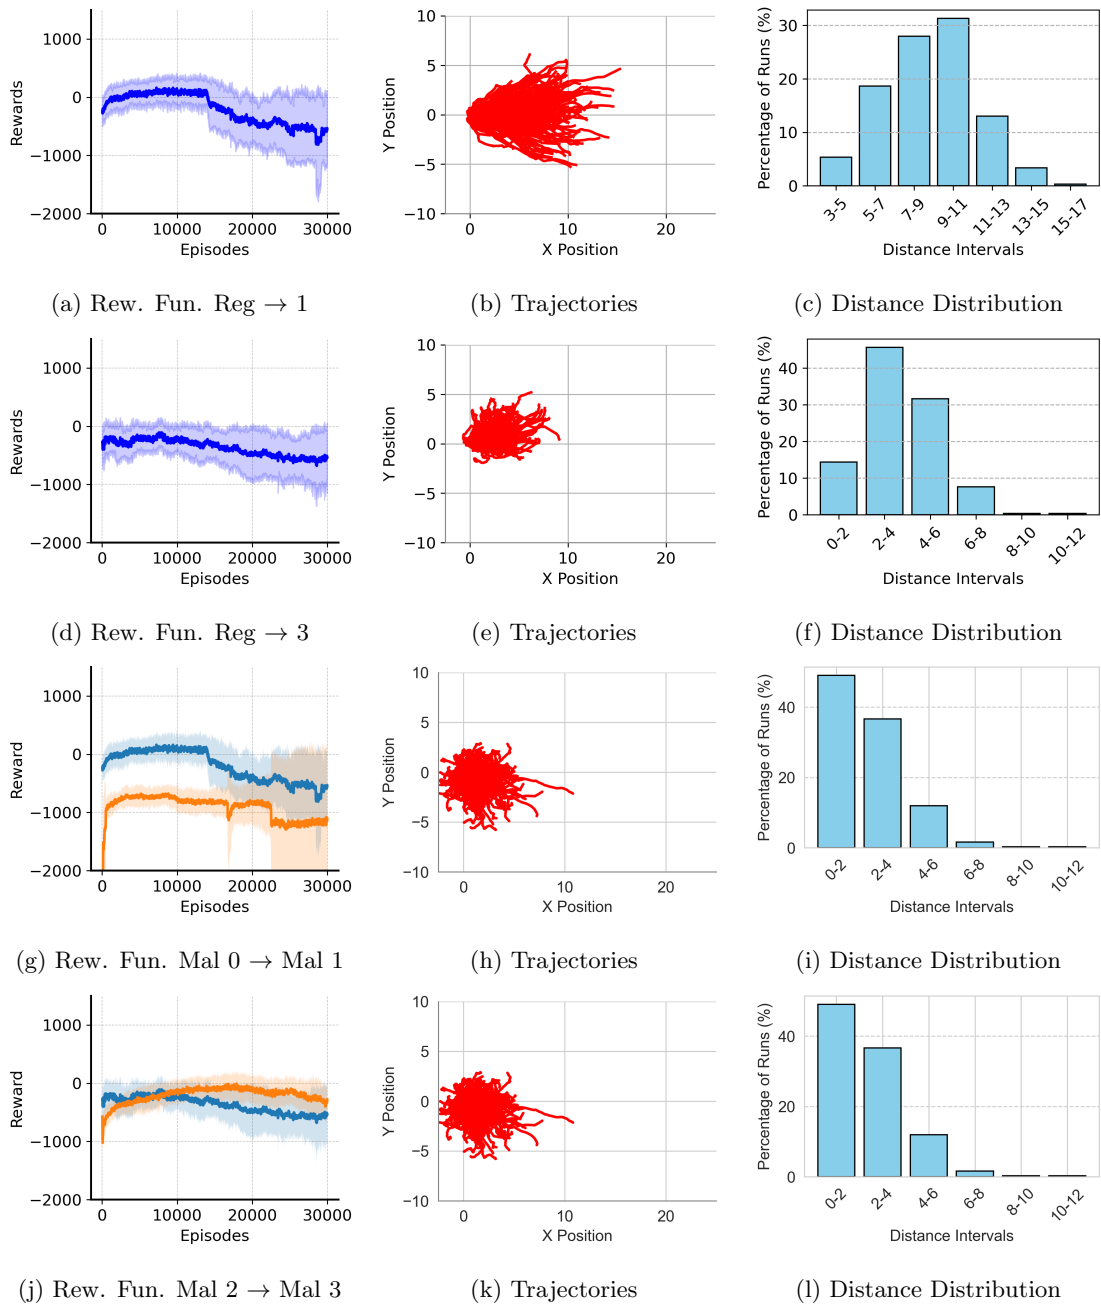 1000
0
−1000
−2000
Rewards
0 10000 20000 30000
Episodes
10
5
0
−5
−10
Y Position
0 10 20
X Position
30
20
10
0
Percentage of Runs (%)
3-5 5-7 7-9 9-11 11-13 13-15 15-17
Distance Intervals
(a) Rew. Fun. Reg → 1
(b) Trajectories
(c) Distance Distribution
1000
0
−1000
−2000
Rewards
0 10000 20000 30000
Episodes
10
5
0
−5
−10
Y Position
0 10 20
X Position
40
30
20
10
0
Percentage of Runs (%)
0-2 2-4 4-6 6-8 8-10 10-12
Distance Intervals
(d) Rew. Fun. Reg → 3
(e) Trajectories
(f) Distance Distribution
1000
0
−1000
−2000
Reward
0 10000 20000 30000
Episodes
10
5
0
−5
−10
Y Position
0 10 20
X Position
40
20
0
Percentage of Runs (%)
0-2 2-4 4-6 6-8 8-10 10-12
Distance Intervals
(g) Rew. Fun. Mal 0 → Mal 1
(h) Trajectories
(i) Distance Distribution
1000
0
−1000
−2000
Reward
0 10000 20000 30000
Episodes
10
5
0
−5
−10
Y Position
0 10 20
X Position
40
20
0
Percentage of Runs (%)
0-2 2-4 4-6 6-8 8-10 10-12
Distance Intervals
(j) Rew. Fun. Mal 2 → Mal 3
(k) Trajectories
(l) Distance Distribution